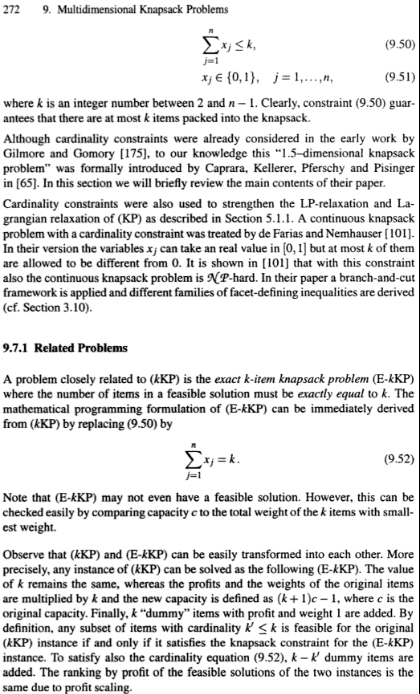 272 9. Multidimensional Knapsack Problems
n
∑ xj ≤ k, (9.50)
j=1
xj ∈ {0,1}, j = 1,...,n, (9.51)
where k is an integer number between 2 and n − 1. Clearly, constraint (9.50) guar-
antees that there are at most k items packed into the knapsack.
Although cardinality constraints were already considered in the early work by
Gilmore and Gomory [175], to our knowledge this “1.5–dimensional knapsack
problem” was formally introduced by Caprara, Kellerer, Pferschy and Pisinger
in [65]. In this section we will briefly review the main contents of their paper.
Cardinality constraints were also used to strengthen the LP-relaxation and La-
grangian relaxation of (KP) as described in Section 5.1.1. A continuous knapsack
problem with a cardinality constraint was treated by de Farias and Nemhauser [101].
In their version the variables xj can take an real value in [0,1] but at most k of them
are allowed to be different from 0. It is shown in [101] that with this constraint
also the continuous knapsack problem is 𝒩𝒫-hard. In their paper a branch-and-cut
framework is applied and different families of facet-defining inequalities are derived
(cf. Section 3.10).
9.7.1 Related Problems
A problem closely related to (kKP) is the exact k-item knapsack problem (E-kKP)
where the number of items in a feasible solution must be exactly equal to k. The
mathematical programming formulation of (E-kKP) can be immediately derived
from (kKP) by replacing (9.50) by
n
∑ xj = k. (9.52)
j=1
Note that (E-kKP) may not even have a feasible solution. However, this can be
checked easily by comparing capacity c to the total weight of the k items with small-
est weight.
Observe that (kKP) and (E-kKP) can be easily transformed into each other. More
precisely, any instance of (kKP) can be solved as the following (E-kKP). The value
of k remains the same, whereas the profits and the weights of the original items
are multiplied by k and the new capacity is defined as (k + 1)c − 1, where c is the
original capacity. Finally, k “dummy” items with profit and weight 1 are added. By
definition, any subset of items with cardinality k′ ≤ k is feasible for the original
(kKP) instance if and only if it satisfies the knapsack constraint for the (E-kKP)
instance. To satisfy also the cardinality equation (9.52), k − k′ dummy items are
added. The ranking by profit of the feasible solutions of the two instances is the
same due to profit scaling.